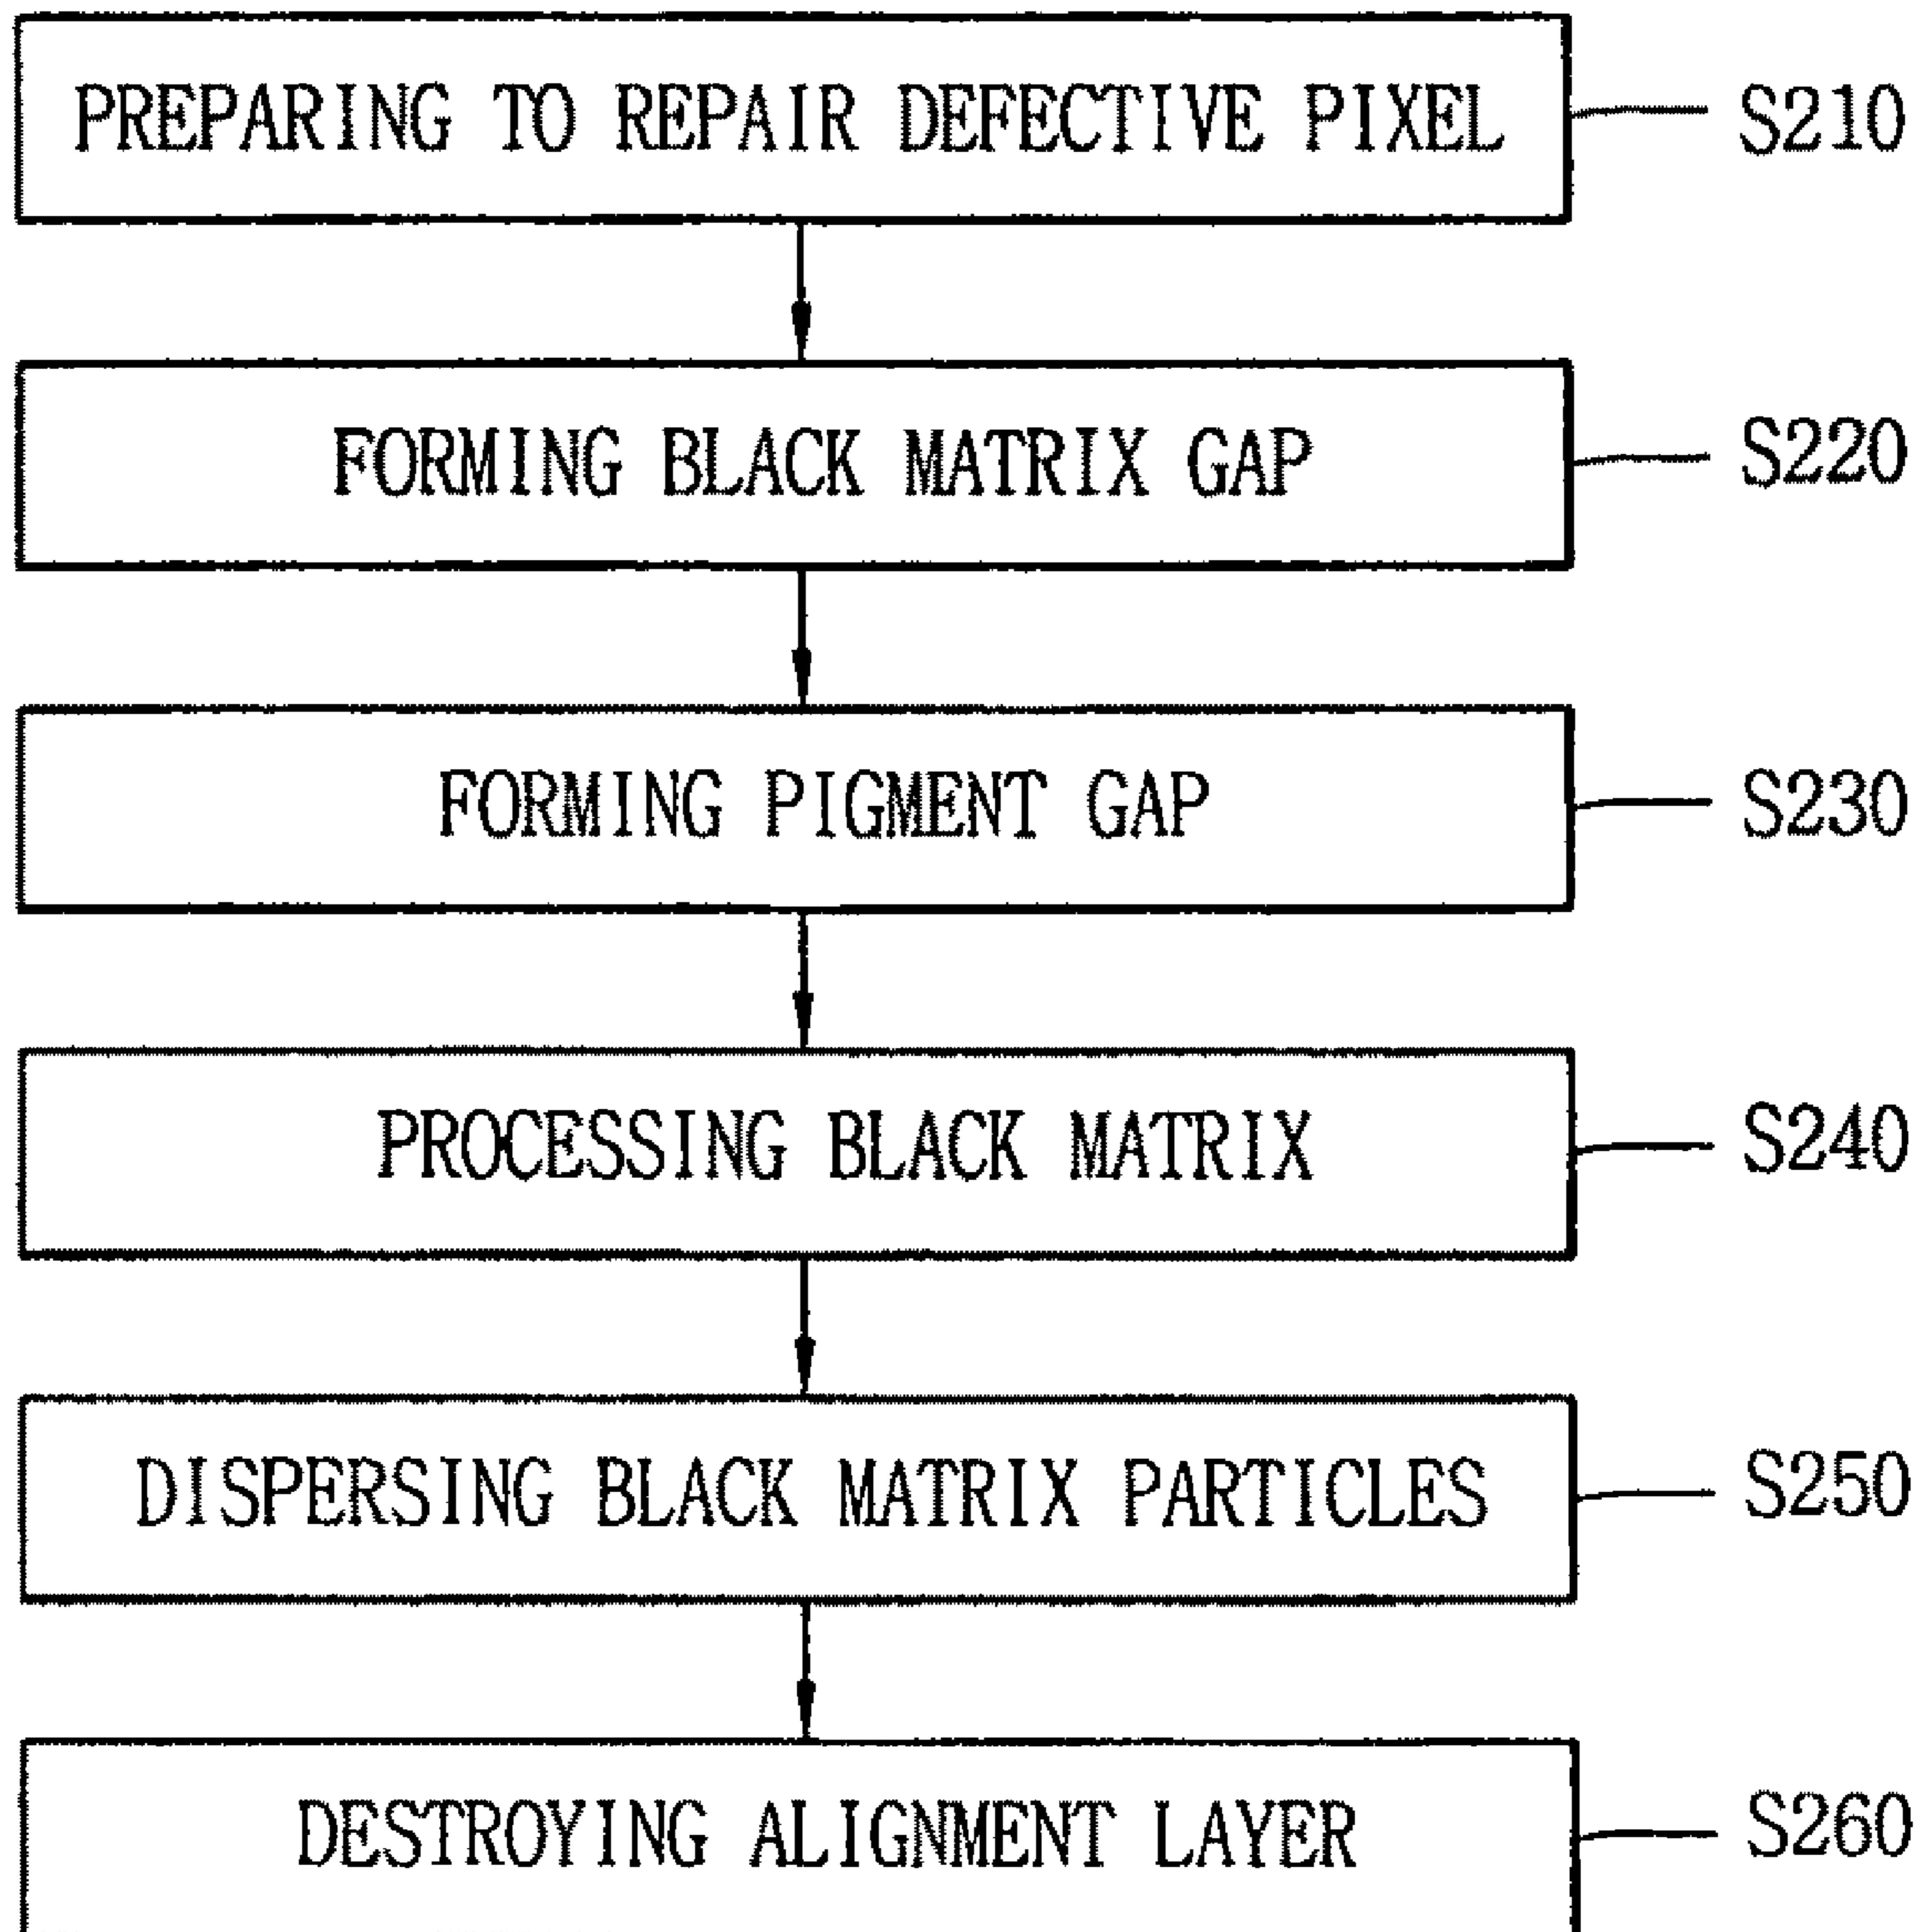 PREPARING TO REPAIR DEFECTIVE PIXEL S210
FORMING BLACK MATRIX GAP S220
FORMING PIGMENT GAP S230
PROCESSING BLACK MATRIX S240
DISPERSING BLACK MATRIX PARTICLES S250
DESTROYING ALIGNMENT LAYER S260